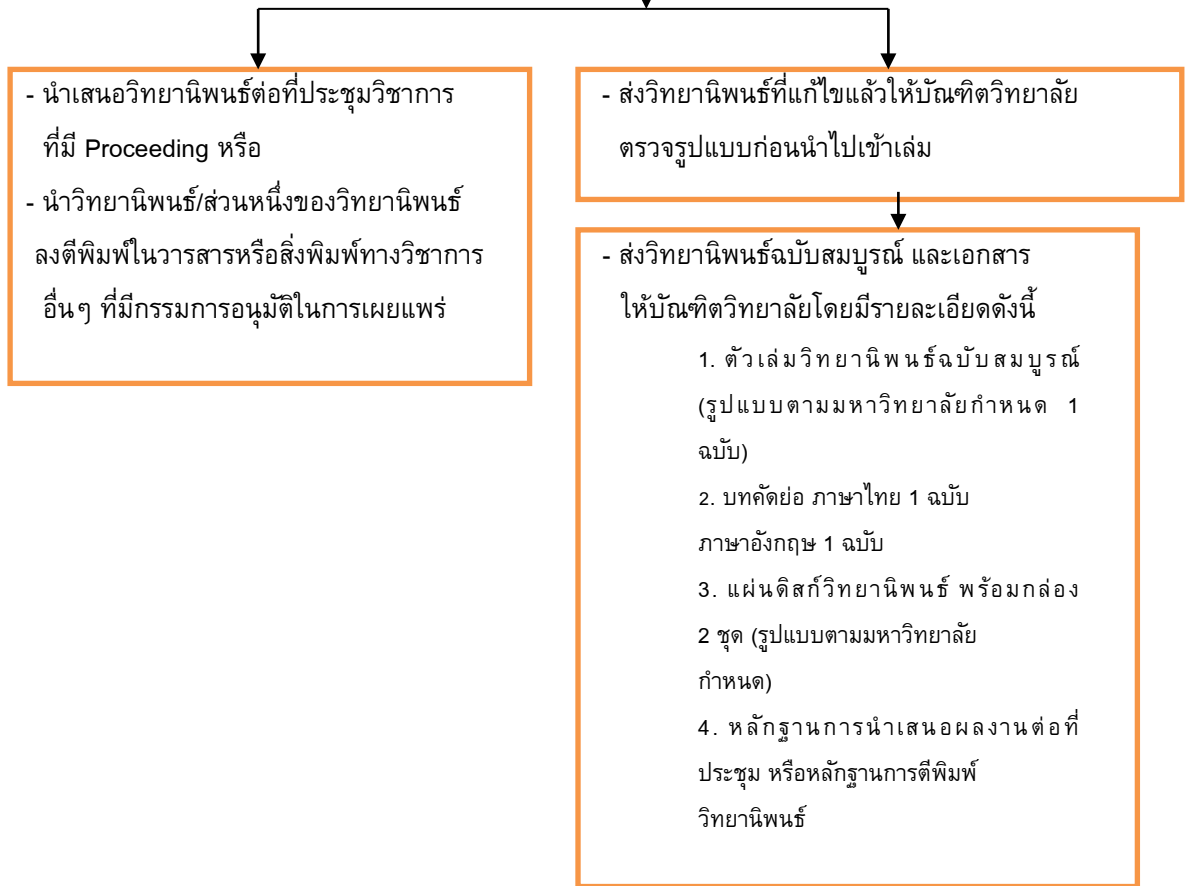 - นำเสนอวิทยานิพนธ์ต่อที่ประชุมวิชาการ
ที่มี Proceeding หรือ
- นำวิทยานิพนธ์/ส่วนหนึ่งของวิทยานิพนธ์
ลงตีพิมพ์ในวารสารหรือสิ่งพิมพ์ทางวิชาการ
อื่นๆ ที่มีกรรมการอนุมัติในการเผยแพร่
- ส่งวิทยานิพนธ์ที่แก้ไขแล้วให้บัณฑิตวิทยาลัย
ตรวจรูปแบบก่อนนำไปเข้าเล่ม
- ส่งวิทยานิพนธ์ฉบับสมบูรณ์ และเอกสาร
ให้บัณฑิตวิทยาลัยโดยมีรายละเอียดดังนี้
1. ตัวเล่มวิทยานิพนธ์ฉบับสมบูรณ์
(รูปแบบตามมหาวิทยาลัยกำหนด 1
ฉบับ)
2. บทคัดย่อ ภาษาไทย 1 ฉบับ
ภาษาอังกฤษ 1 ฉบับ
3. แผ่นดิสก์วิทยานิพนธ์ พร้อมกล่อง
2 ชุด (รูปแบบตามมหาวิทยาลัย
กำหนด)
4. หลักฐานการนำเสนอผลงานต่อที่
ประชุม หรือหลักฐานการตีพิมพ์
วิทยานิพนธ์